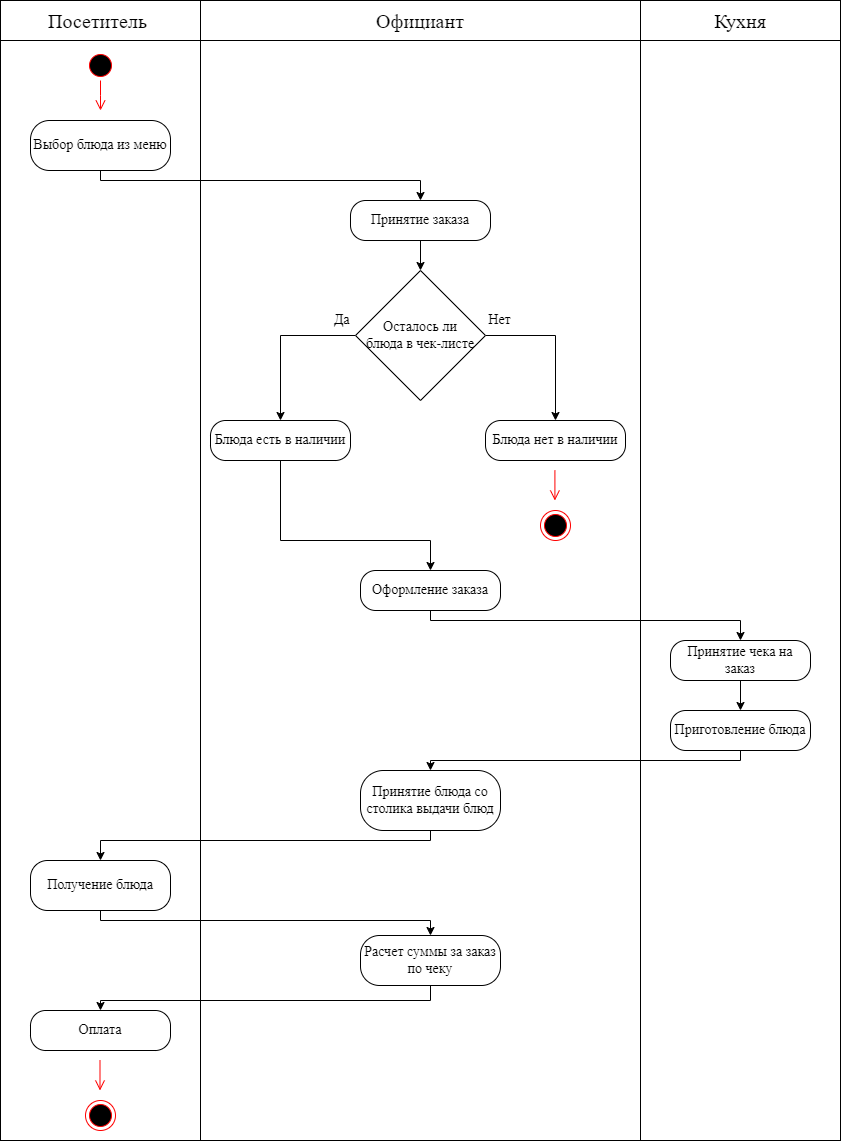 Посетитель
Официант
Кухня
Выбор блюда из меню
Принятие заказа
Осталось ли
блюда в чек-листе
Да
Нет
Блюда есть в наличии
Блюда нет в наличии
Оформление заказа
Принятие чека на
заказ
Приготовление блюда
Принятие блюда со
столика выдачи блюд
Получение блюда
Расчет суммы за заказ
по чеку
Оплата